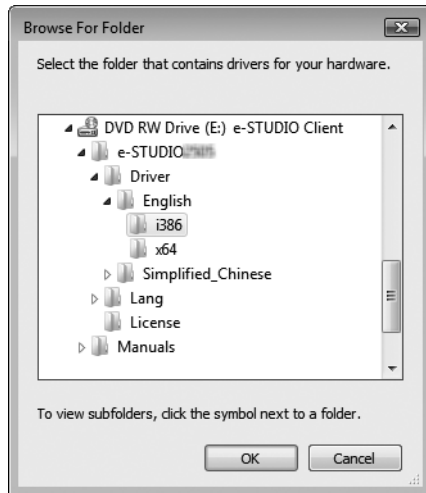 Browse For Folder
Select the folder that contains drivers for your hardware.
DVD RW Drive (E:) e-STUDIO Client
e-STUDIO
Driver
English
i386
x64
Simplified_Chinese
Lang
License
Manuals
To view subfolders, click the symbol next to a folder.
OK
Cancel